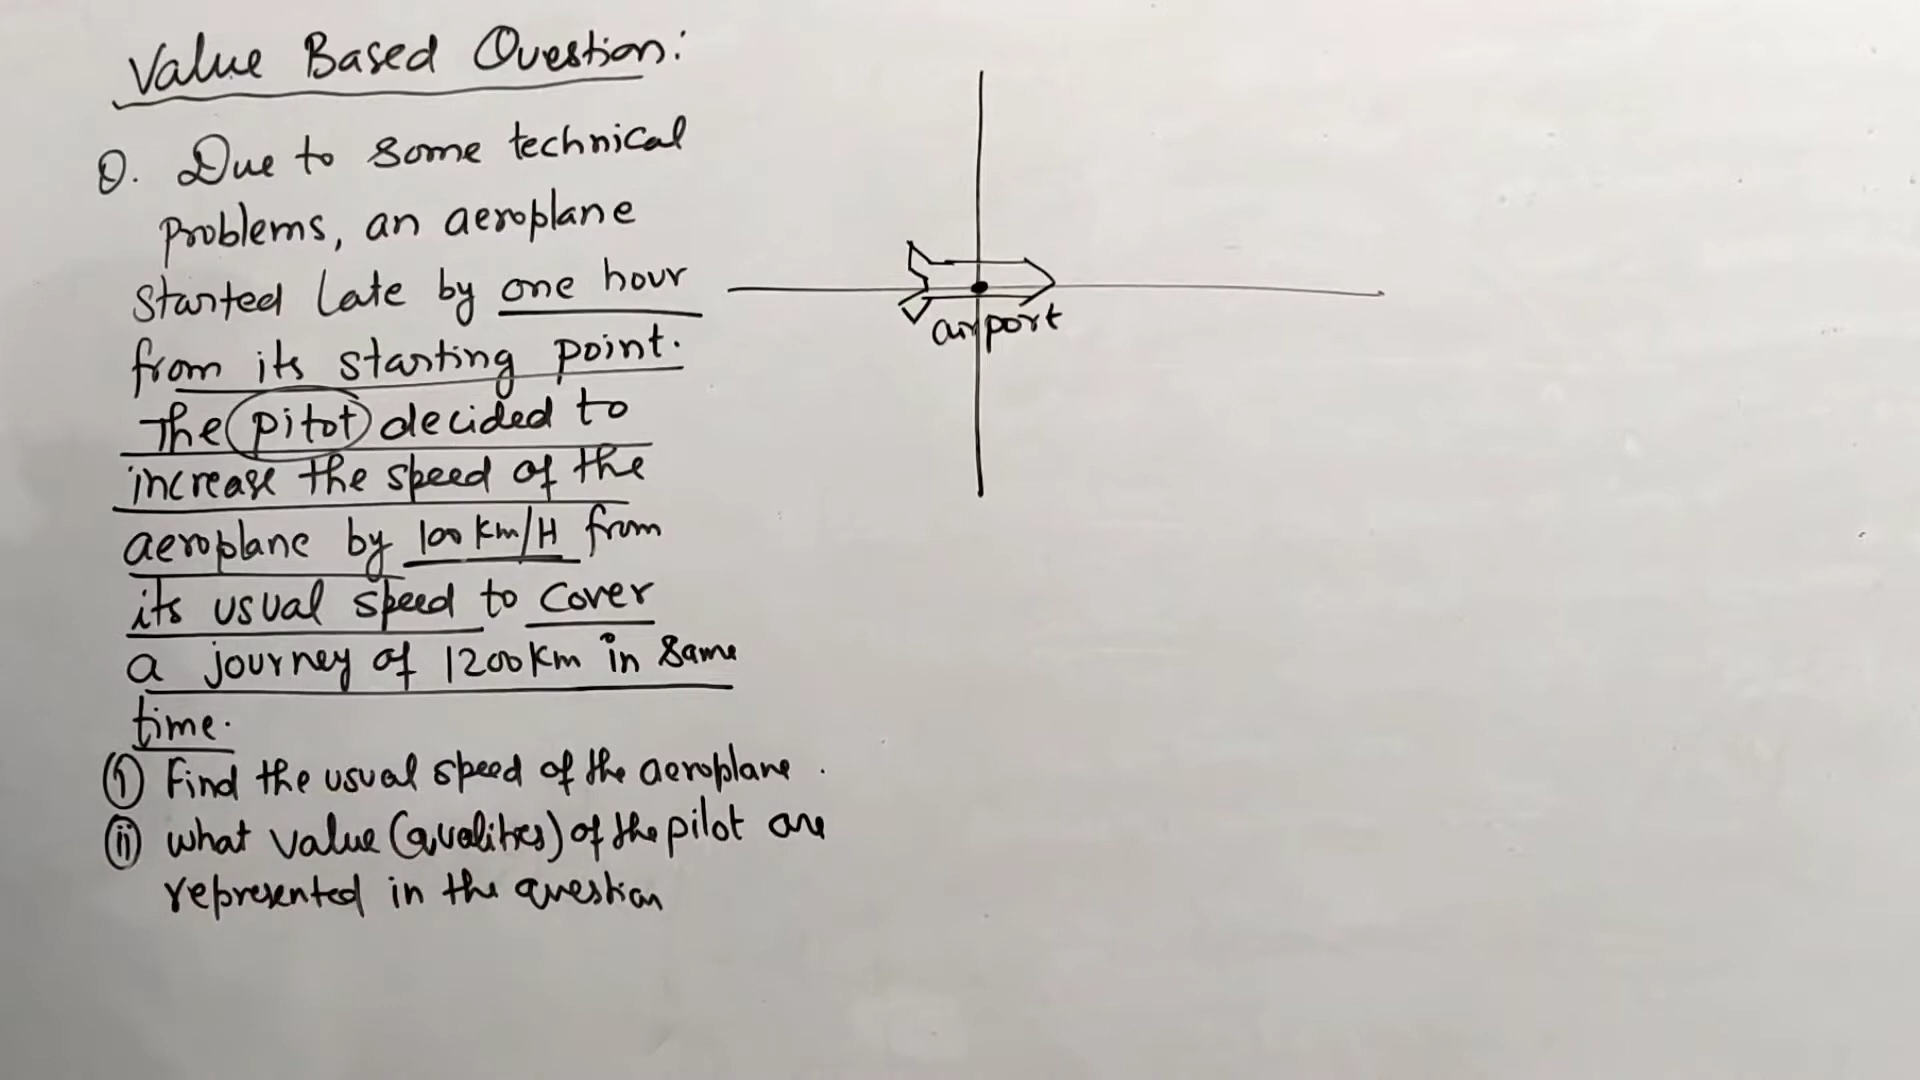 Value Based Question:
Q. Due to some technical
problems, an aeroplane
started late by one hour
from its starting point.
The pitot decided to
increase the speed of the
aeroplane by 100 km/H from
its usual speed to cover
a journey of 1200km in same
time.
(i) Find the usual speed of the aeroplane.
(ii) what value (qualities) of the pilot are
represented in the question
airport